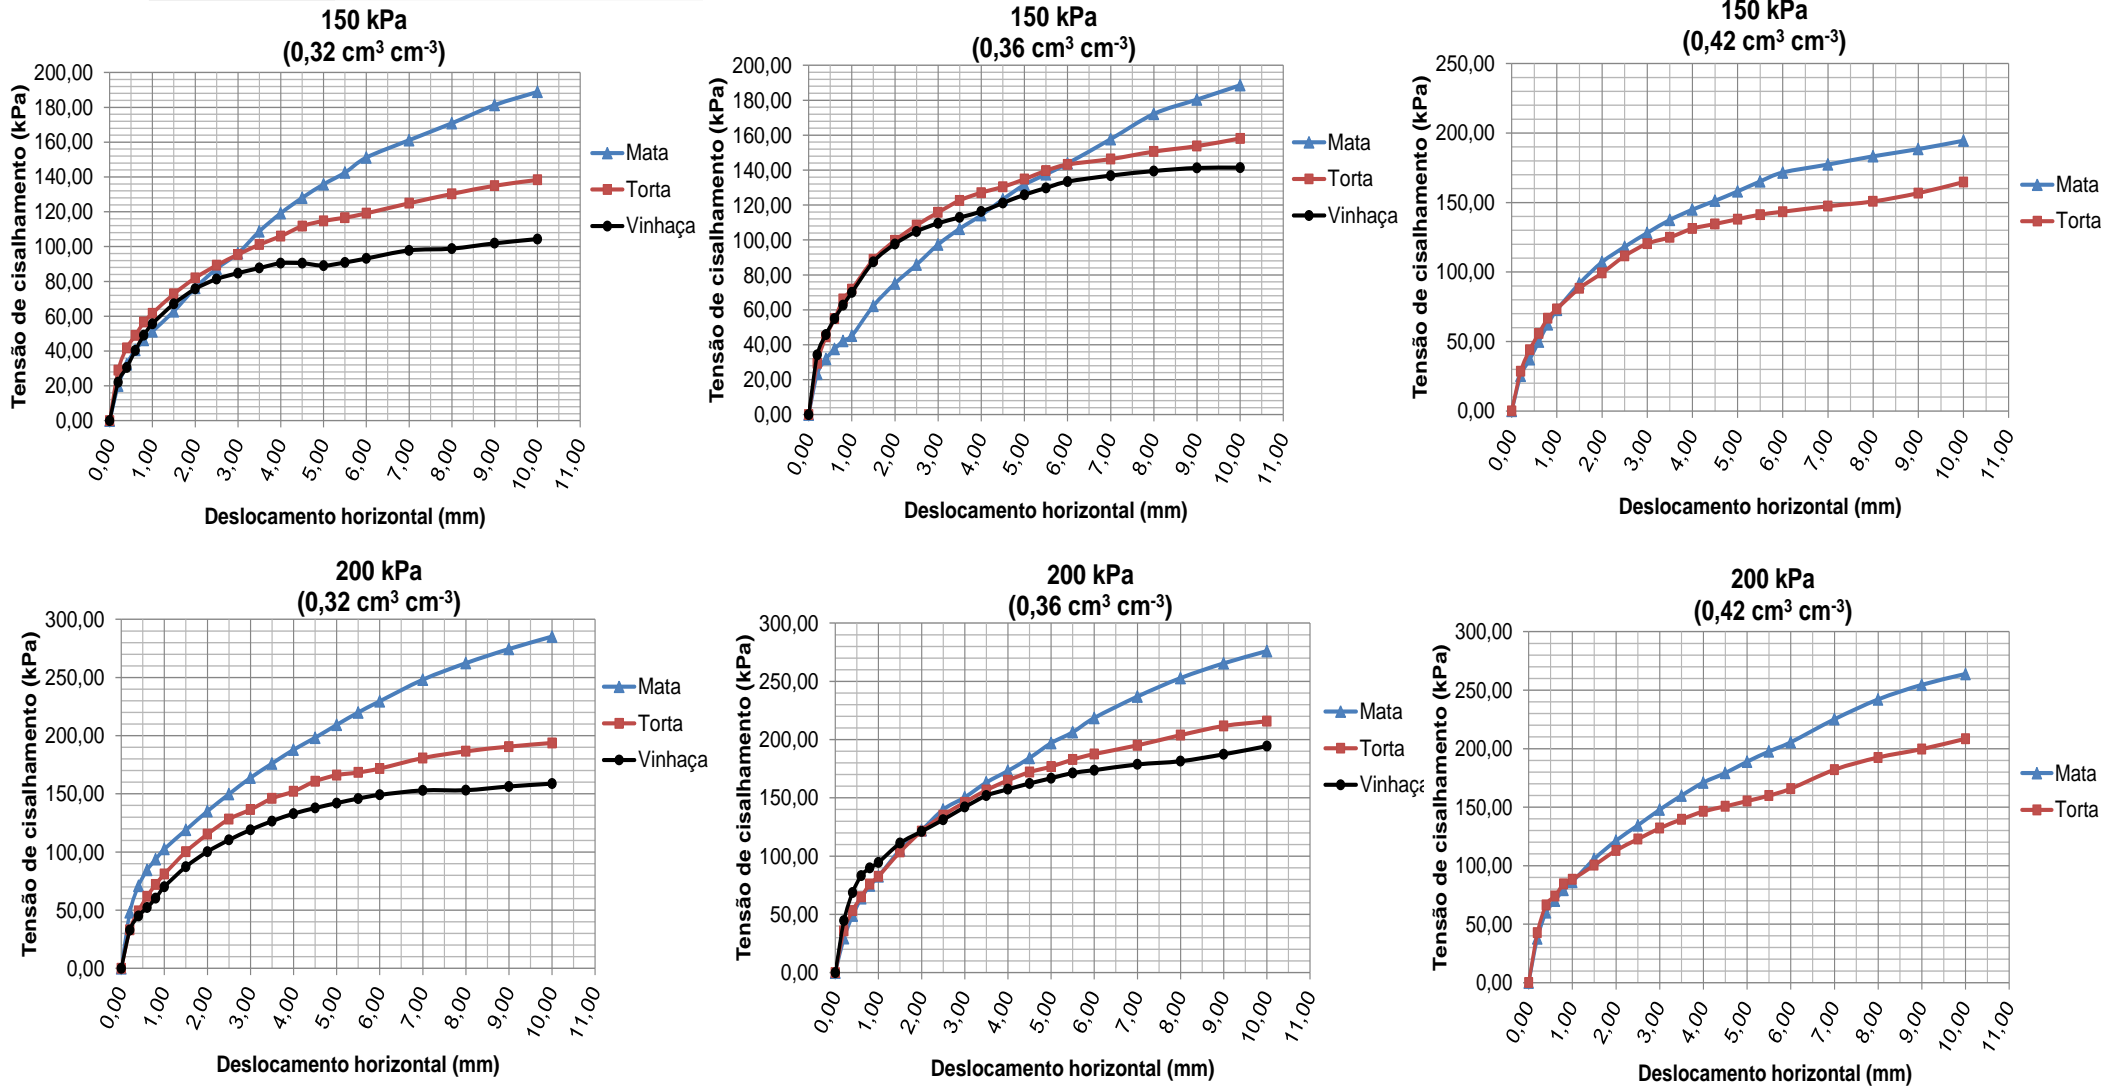 150 kPa
(0,32 cm³ cm⁻³)
Tensão de cisalhamento (kPa)
200,00
180,00
160,00
140,00
120,00
100,00
80,00
60,00
40,00
20,00
0,00
0,00 1,00 2,00 3,00 4,00 5,00 6,00 7,00 8,00 9,00 10,00 11,00
Deslocamento horizontal (mm)
Mata
Torta
Vinhaça
150 kPa
(0,36 cm³ cm⁻³)
Tensão de cisalhamento (kPa)
200,00
180,00
160,00
140,00
120,00
100,00
80,00
60,00
40,00
20,00
0,00
0,00 1,00 2,00 3,00 4,00 5,00 6,00 7,00 8,00 9,00 10,00 11,00
Deslocamento horizontal (mm)
Mata
Torta
Vinhaça
150 kPa
(0,42 cm³ cm⁻³)
Tensão de cisalhamento (kPa)
250,00
200,00
150,00
100,00
50,00
0,00
0,00 1,00 2,00 3,00 4,00 5,00 6,00 7,00 8,00 9,00 10,00 11,00
Deslocamento horizontal (mm)
Mata
Torta
200 kPa
(0,32 cm³ cm⁻³)
Tensão de cisalhamento (kPa)
300,00
250,00
200,00
150,00
100,00
50,00
0,00
0,00 1,00 2,00 3,00 4,00 5,00 6,00 7,00 8,00 9,00 10,00 11,00
Deslocamento horizontal (mm)
Mata
Torta
Vinhaça
200 kPa
(0,36 cm³ cm⁻³)
Tensão de cisalhamento (kPa)
300,00
250,00
200,00
150,00
100,00
50,00
0,00
0,00 1,00 2,00 3,00 4,00 5,00 6,00 7,00 8,00 9,00 10,00 11,00
Deslocamento horizontal (mm)
Mata
Torta
Vinhaça
200 kPa
(0,42 cm³ cm⁻³)
Tensão de cisalhamento (kPa)
300,00
250,00
200,00
150,00
100,00
50,00
0,00
0,00 1,00 2,00 3,00 4,00 5,00 6,00 7,00 8,00 9,00 10,00 11,00
Deslocamento horizontal (mm)
Mata
Torta